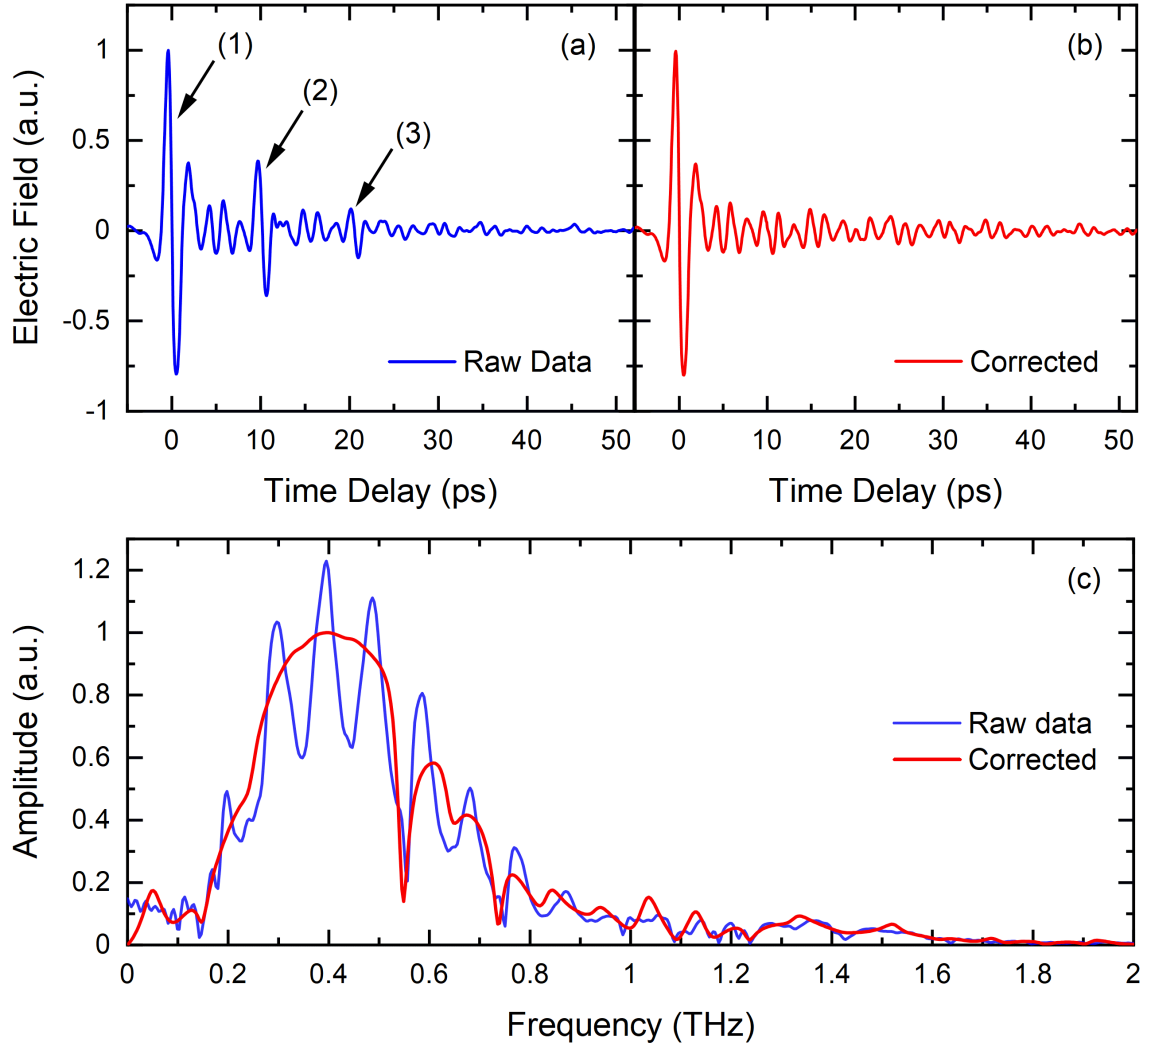 (1)
(2)
(3)
(a)
1
0.5
0
-0.5
-1
Electric Field (a.u.)
Raw Data
0 10 20 30 40 50
Time Delay (ps)
(b)
Corrected
0 10 20 30 40 50
Time Delay (ps)
(c)
1.2
1
0.8
0.6
0.4
0.2
0
Amplitude (a.u.)
Raw data
Corrected
0 0.2 0.4 0.6 0.8 1 1.2 1.4 1.6 1.8 2
Frequency (THz)